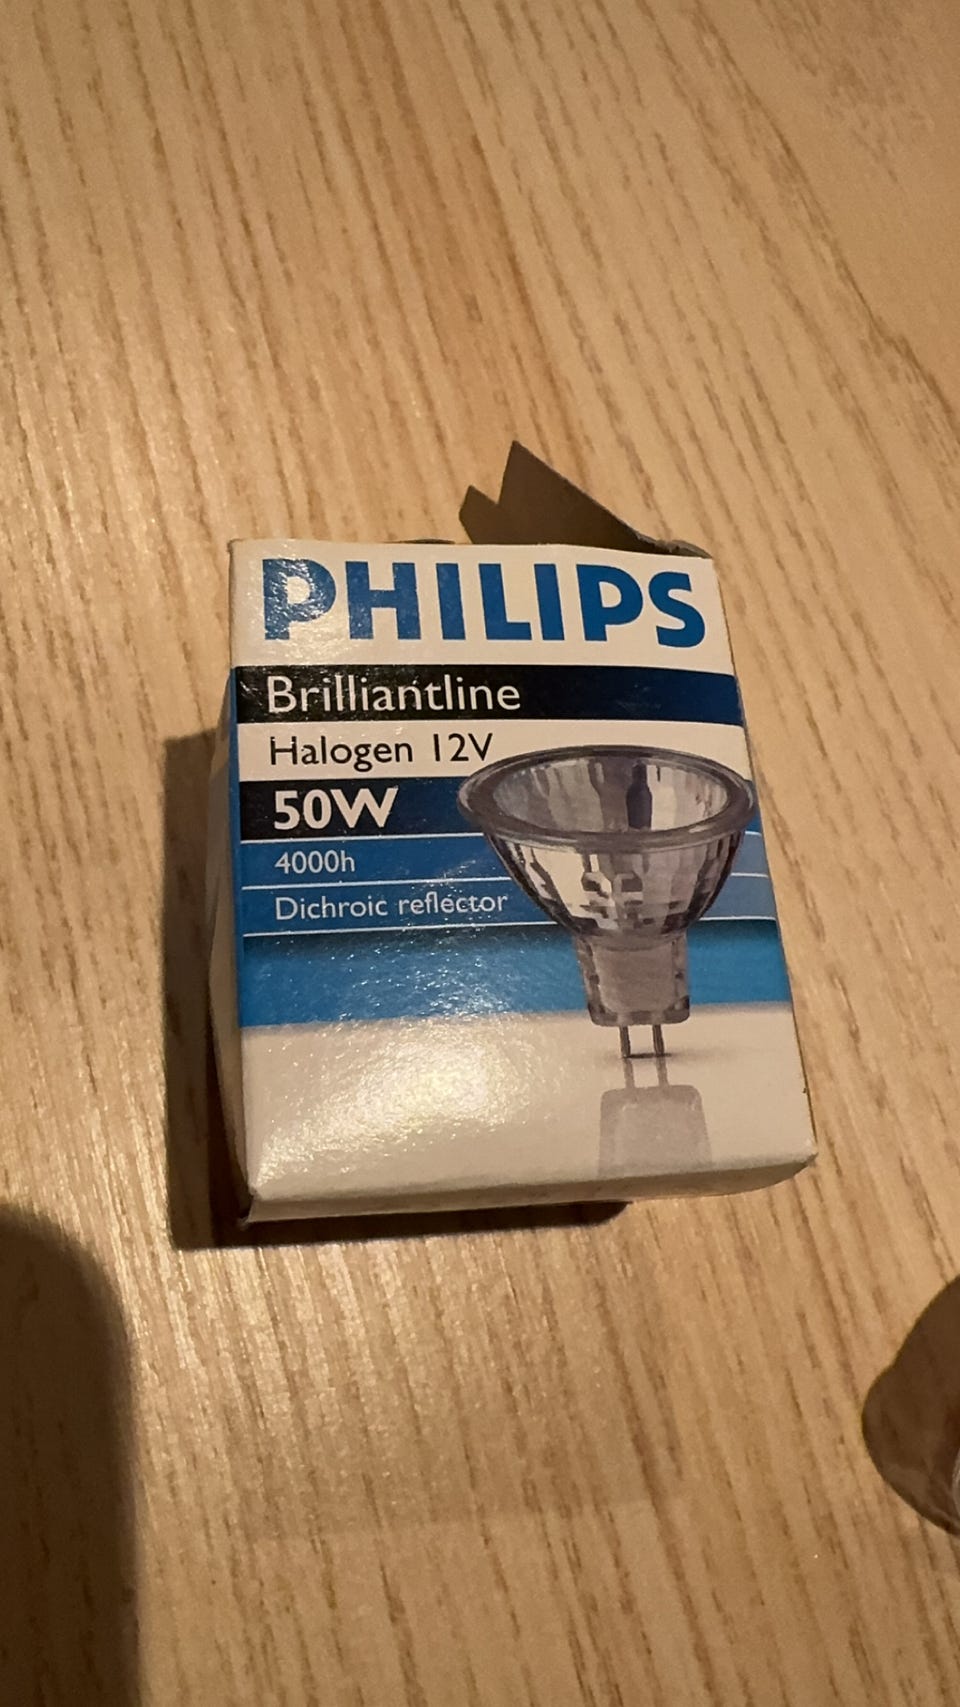 PHILIPS
Brilliantline
Halogen 12V
50W
4000h
Dichroic reflector